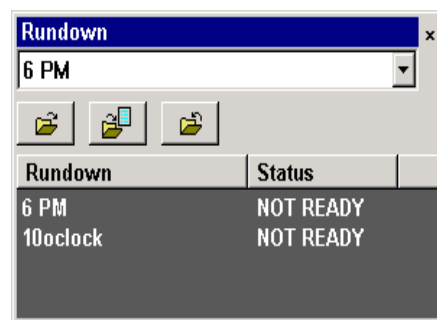 Rundown x
6 PM
Rundown Status
6 PM NOT READY
10oclock NOT READY